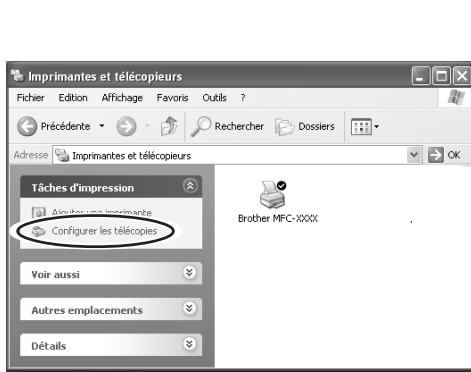 Imprimantes et télécopieurs
Fichier Edition Affichage Favoris Outils ?
Précédente Rechercher Dossiers
Adresse Imprimantes et télécopieurs OK
Tâches d'impression
Ajouter une imprimante
Configurer les télécopies
Brother MFC-XXXX
Voir aussi
Autres emplacements
Détails